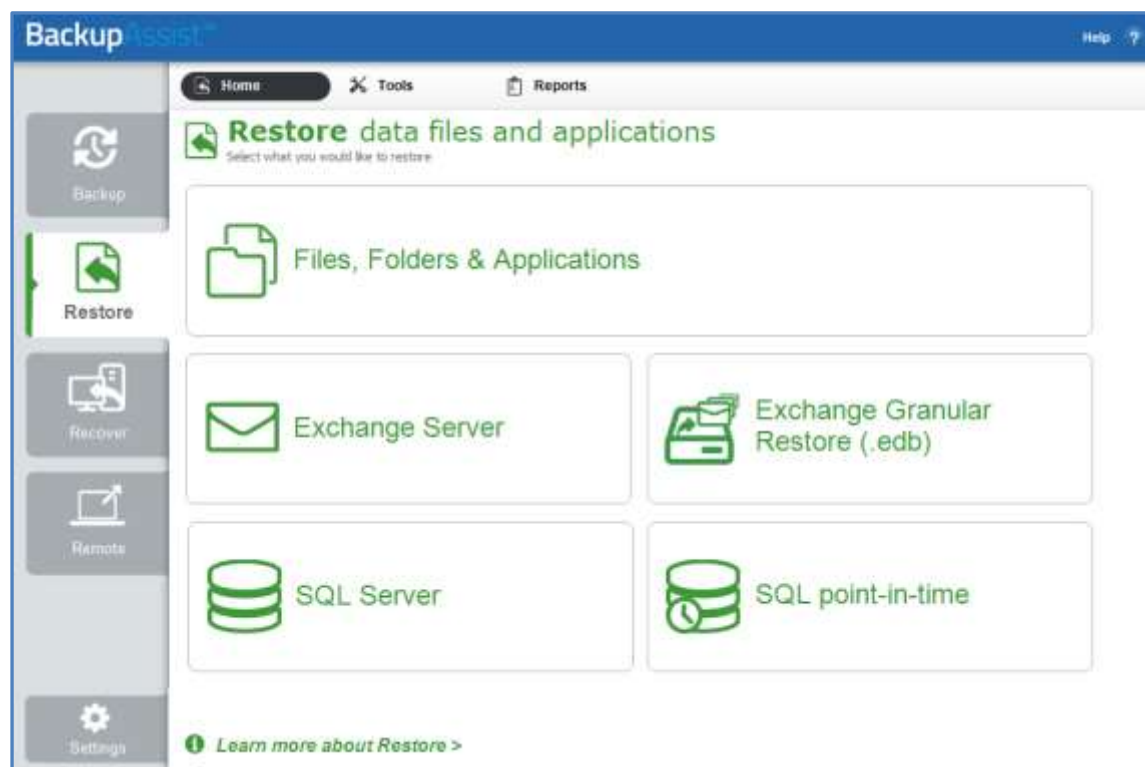 BackupAssist™
Help ?
Home
Tools
Reports
Restore data files and applications
Select what you would like to restore
Backup
Restore
Recover
Remote
Settings
Files, Folders & Applications
Exchange Server
Exchange Granular
Restore (.edb)
SQL Server
SQL point-in-time
Learn more about Restore >